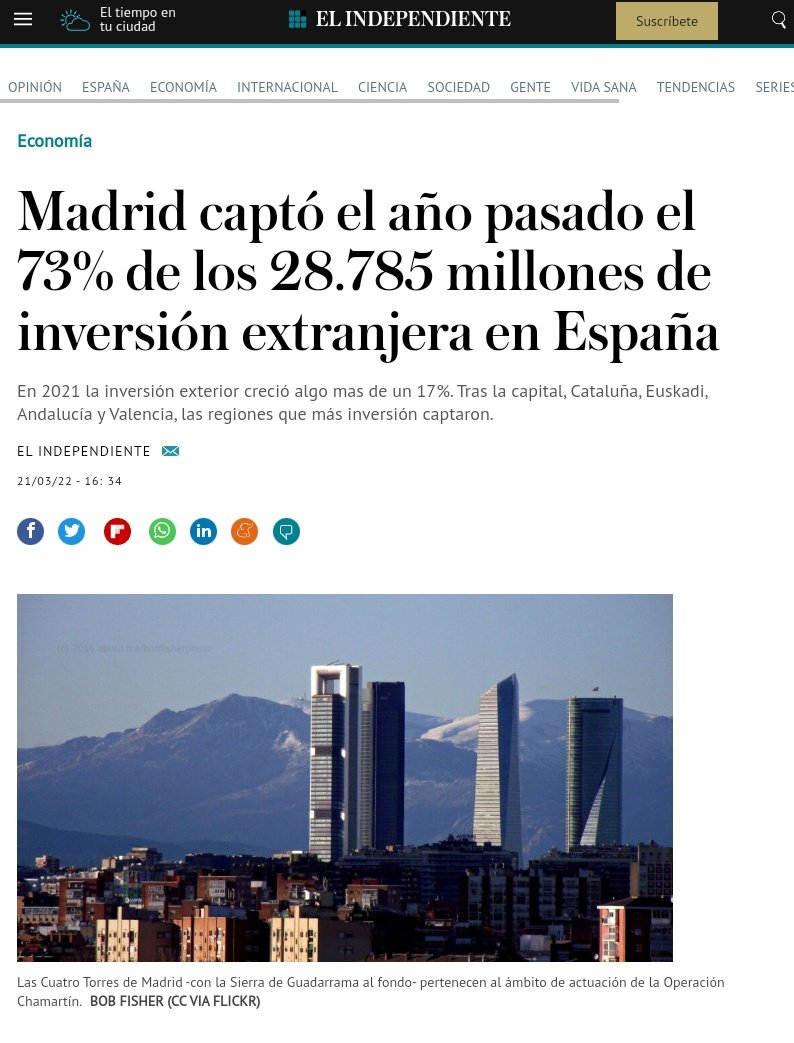 El tiempo en
tu ciudad
EL INDEPENDIENTE
Suscríbete
OPINIÓN ESPAÑA ECONOMÍA INTERNACIONAL CIENCIA SOCIEDAD GENTE VIDA SANA TENDENCIAS SERIES
Economía
Madrid captó el año pasado el
73% de los 28.785 millones de
inversión extranjera en España
En 2021 la inversión exterior creció algo mas de un 17%. Tras la capital, Cataluña, Euskadi,
Andalucía y Valencia, las regiones que más inversión captaron.
EL INDEPENDIENTE
21/03/22 - 16: 34
(c) 2016 about.me/bobfisherphoto
Las Cuatro Torres de Madrid -con la Sierra de Guadarrama al fondo- pertenecen al ámbito de actuación de la Operación
Chamartín. BOB FISHER (CC VIA FLICKR)